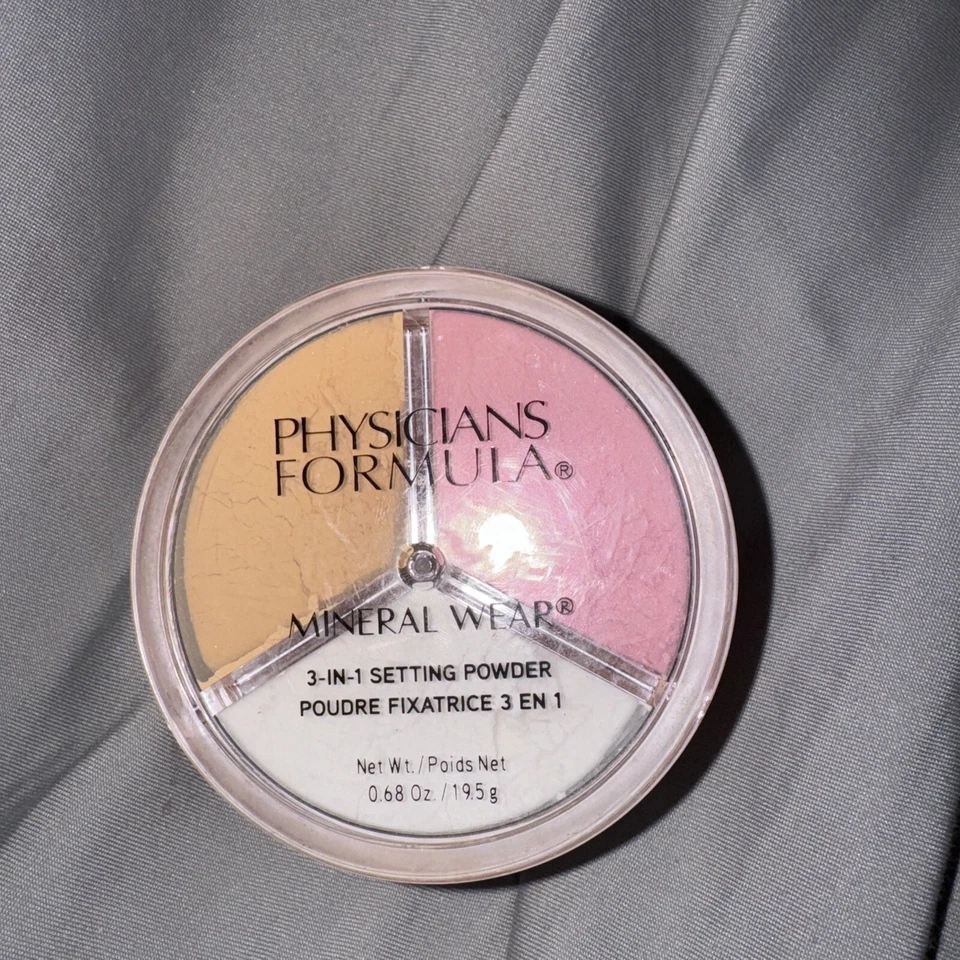 PHYSICIANS
FORMULA®
MINERAL WEAR®
3-IN-1 SETTING POWDER
POUDRE FIXATRICE 3 EN 1
Net Wt./Poids Net
0.68 Oz. / 19.5 g